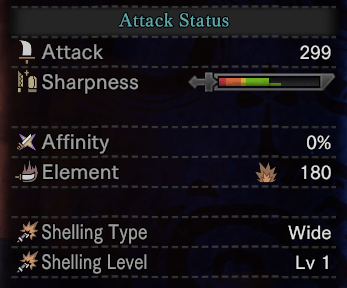 Attack Status
Attack 299
Sharpness
Affinity 0%
Element 180
Shelling Type Wide
Shelling Level Lv 1